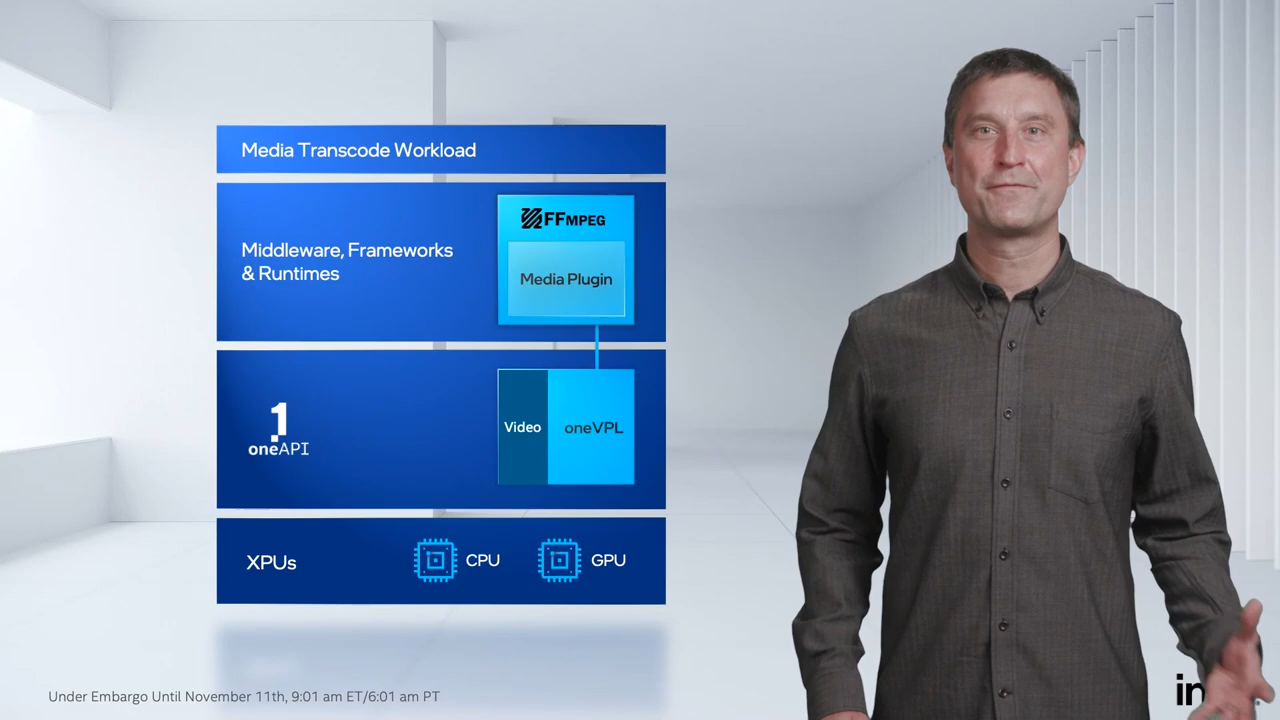 Media Transcode Workload
Middleware, Frameworks
& Runtimes
FFMPEG
Media Plugin
1
oneAPI
Video
oneVPL
XPUs
CPU
GPU
Under Embargo Until November 11th, 9:01 am ET/6:01 am PT